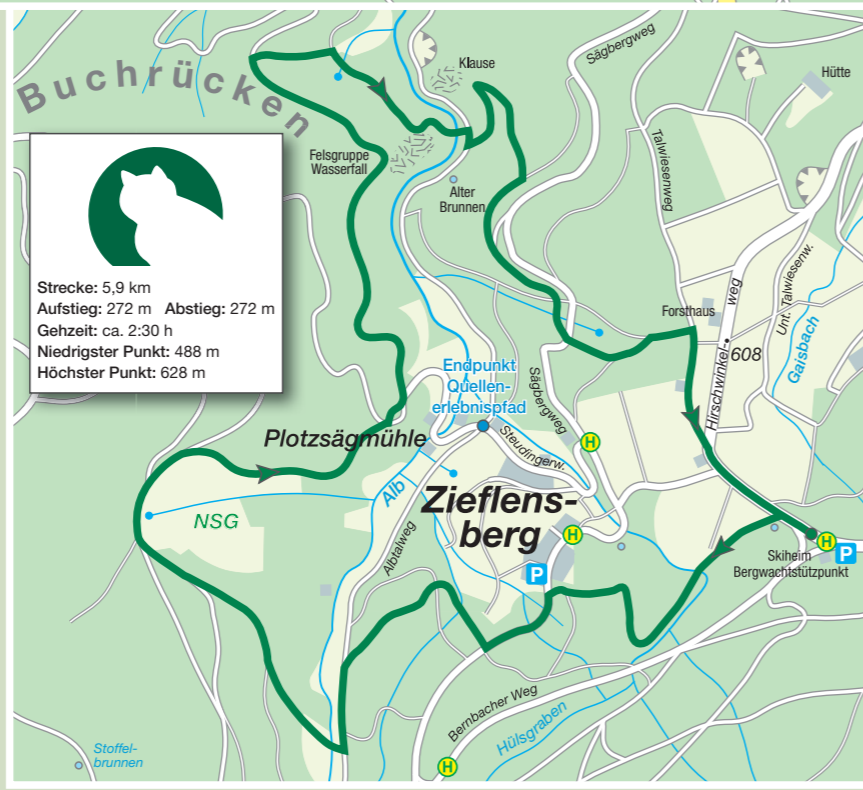 Buchrücken
Klause
Sägbergweg
Hütte
Felsgruppe
Wasserfall
Alter
Brunnen
Talwiesenweg
Strecke: 5,9 km
Aufstieg: 272 m Abstieg: 272 m
Gehzeit: ca. 2:30 h
Niedrigster Punkt: 488 m
Höchster Punkt: 628 m
Forsthaus
Hirschwinkel-
weg
608
Unt. Talwiesenw.
Gaisbach
Endpunkt
Quellen-
erlebnispfad
Sägbergweg
Plotzsägmühle
Steudingerw.
H
Alb
Zieflens-
berg
NSG
Albtalweg
H
P
H
P
Skiheim
Bergwachtstützpunkt
Bernbacher Weg
Hülsgraben
H
Stoffel-
brunnen